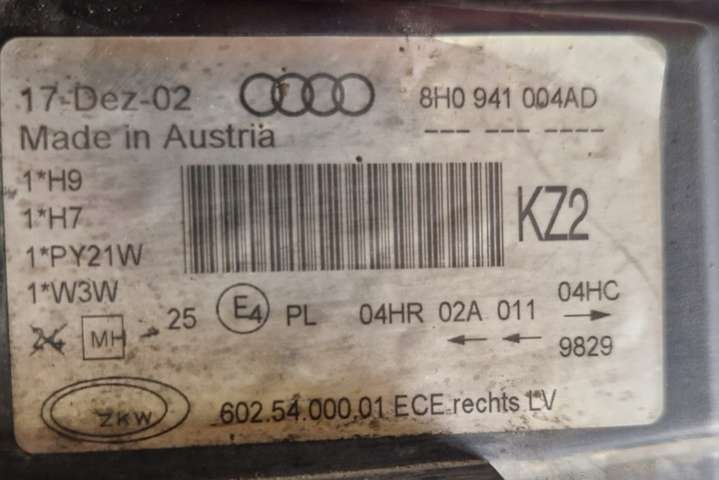 17-Dez-02 8H0 941 004AD
Made in Austria --- --- ----
1*H9
1*H7 KZ2
1*PY21W
1*W3W
24 MH 25 E4 PL 04HR 02A 011 04HC
← ← →
9829
ZKW 602.54.000.01 ECE rechts LV